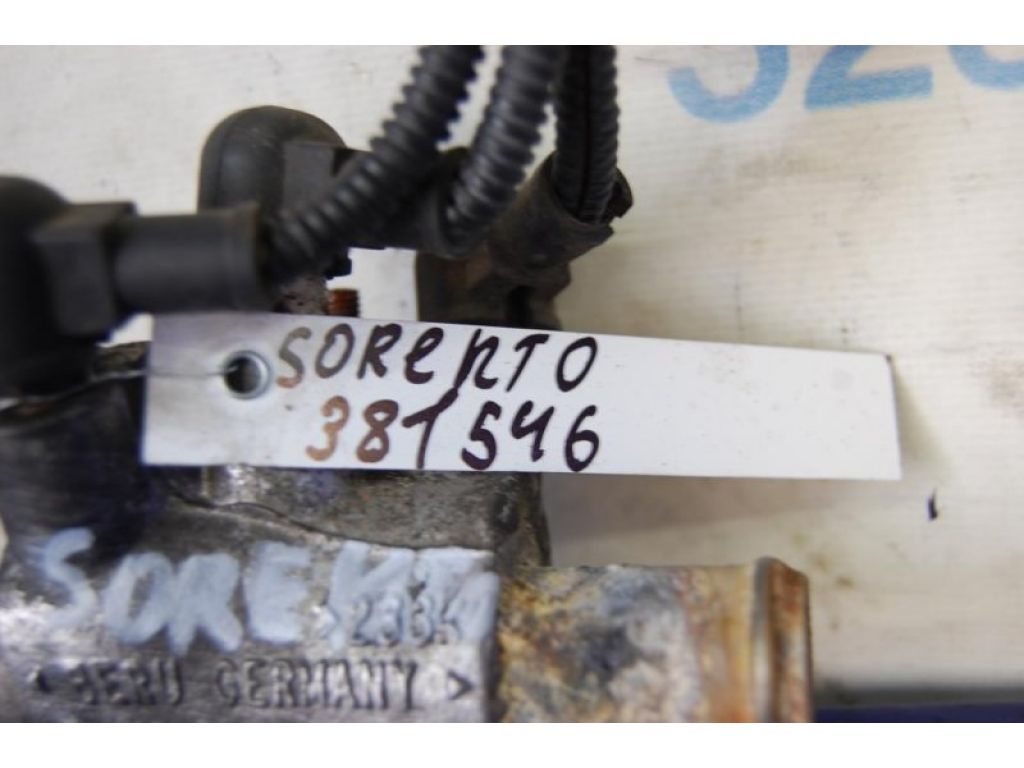 SORENTO
381546
SORENTO
BERU GERMANY >